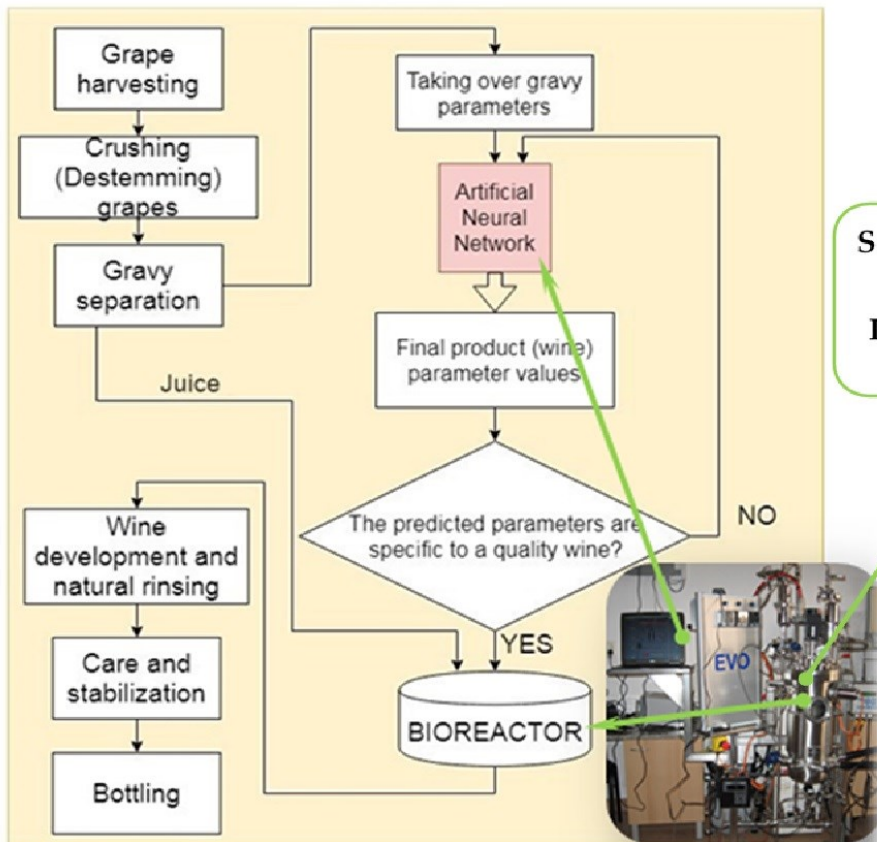 Grape
harvesting
Crushing
(Destemming)
grapes
Gravy
separation
Juice
Taking over gravy
parameters
Artificial
Neural
Network
Final product (wine)
parameter values
The predicted parameters are
specific to a quality wine?
NO
YES
BIOREACTOR
Wine
development and
natural rinsing
Care and
stabilization
Bottling
EVO
S